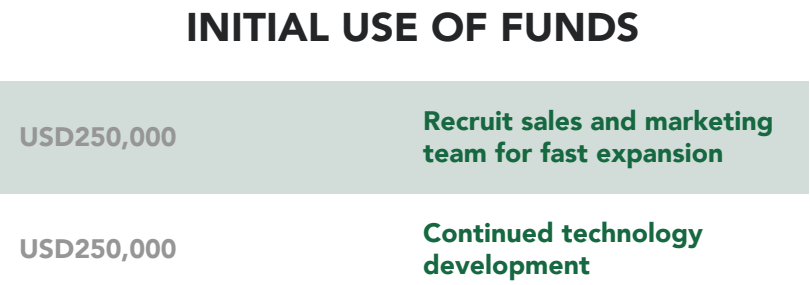 INITIAL USE OF FUNDS
USD250,000
Recruit sales and marketing
team for fast expansion
USD250,000
Continued technology
development